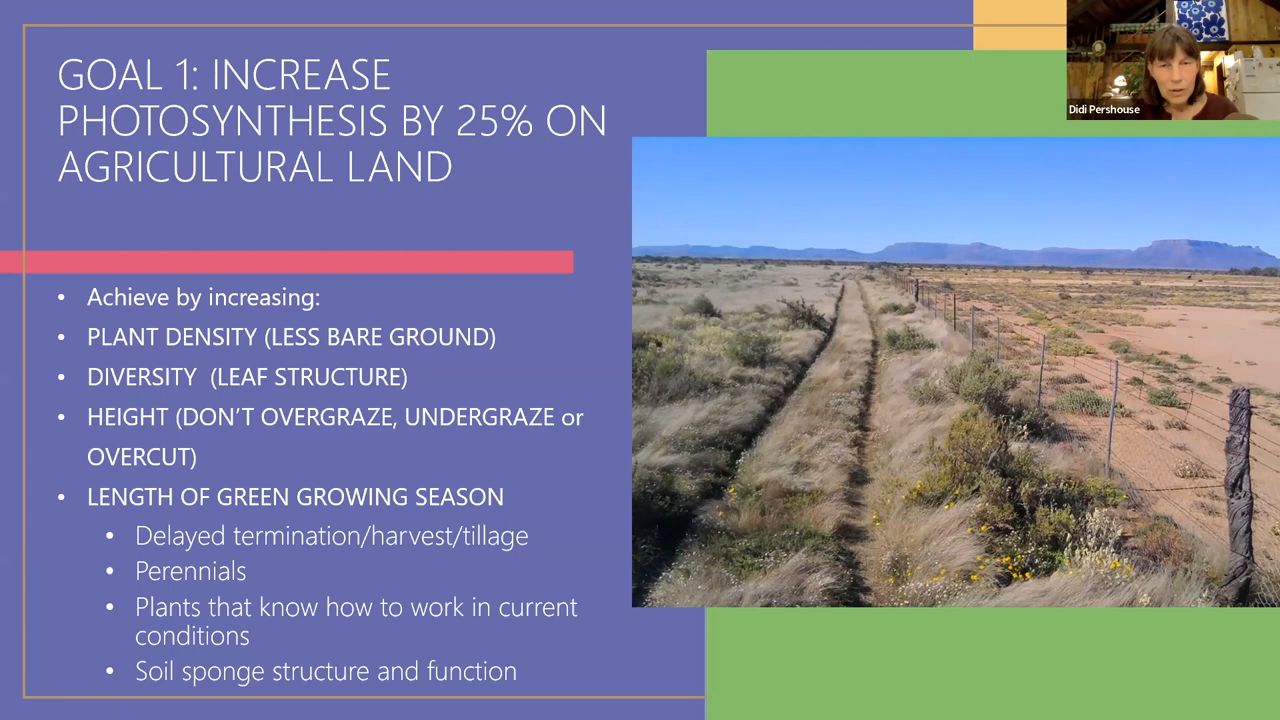 GOAL 1: INCREASE
PHOTOSYNTHESIS BY 25% ON
AGRICULTURAL LAND
• Achieve by increasing:
• PLANT DENSITY (LESS BARE GROUND)
• DIVERSITY (LEAF STRUCTURE)
• HEIGHT (DON'T OVERGRAZE, UNDERGRAZE or
OVERCUT)
• LENGTH OF GREEN GROWING SEASON
• Delayed termination/harvest/tillage
• Perennials
• Plants that know how to work in current
conditions
• Soil sponge structure and function
Didi Pershouse